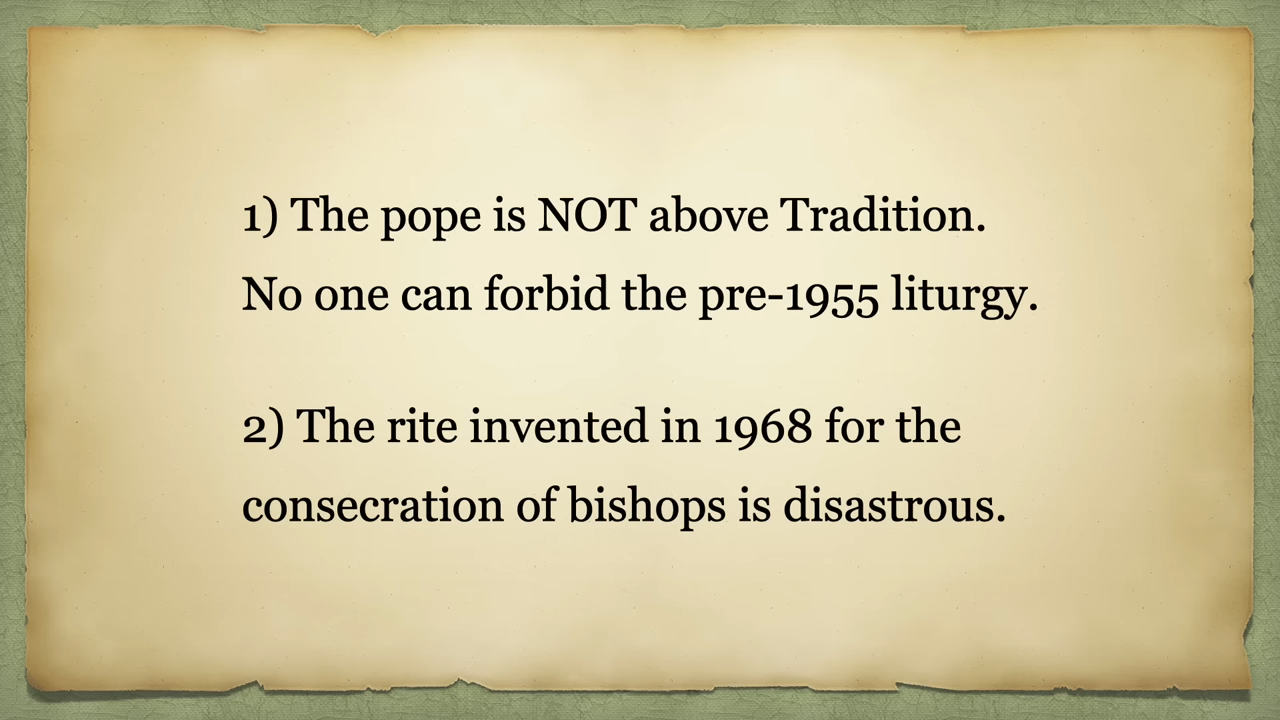 1) The pope is NOT above Tradition.
No one can forbid the pre-1955 liturgy.
2) The rite invented in 1968 for the
consecration of bishops is disastrous.